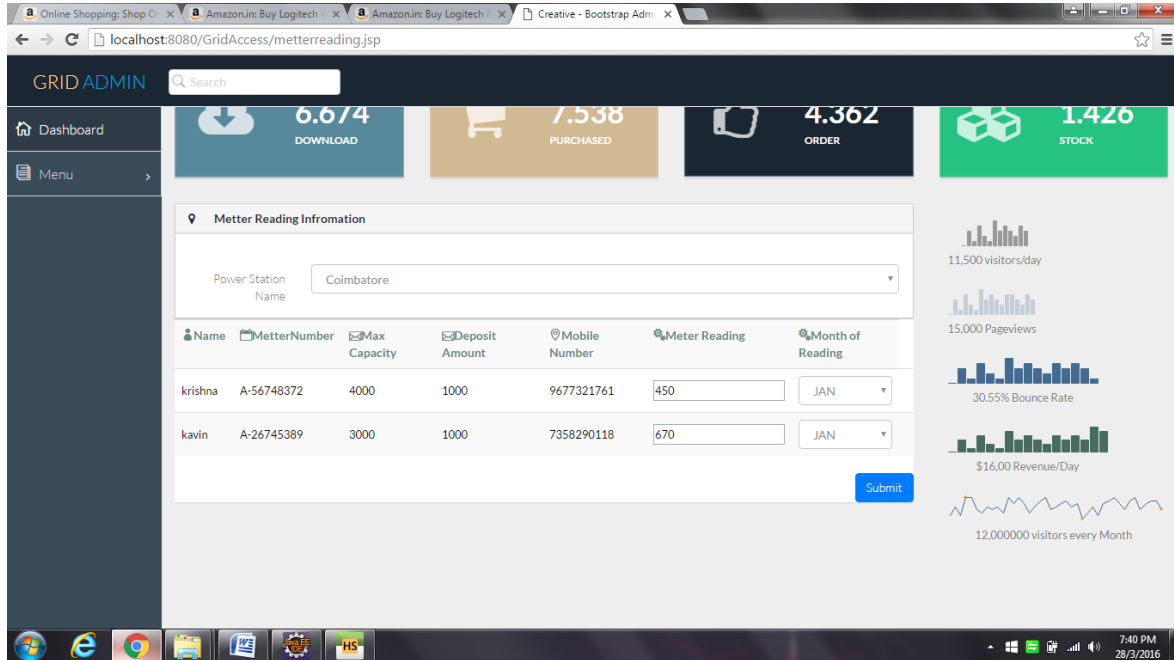 Online Shopping: Shop O
Amazon.in: Buy Logitech
Amazon.in: Buy Logitech
Creative - Bootstrap Adm
localhost:8080/GridAccess/metterreading.jsp
GRID ADMIN
Search
Dashboard
Menu
6.674
DOWNLOAD
7.538
PURCHASED
4.362
ORDER
1.426
STOCK
Metter Reading Infromation
Power Station
Name
Coimbatore
Name MetterNumber Max Capacity Deposit Amount Mobile Number Meter Reading Month of Reading
krishna A-56748372 4000 1000 9677321761 450 JAN
kavin A-26745389 3000 1000 7358290118 670 JAN
Submit
11,500 visitors/day
15,000 Pageviews
30.55% Bounce Rate
$16,00 Revenue/Day
12,000000 visitors every Month
HS
7:40 PM
28/3/2016